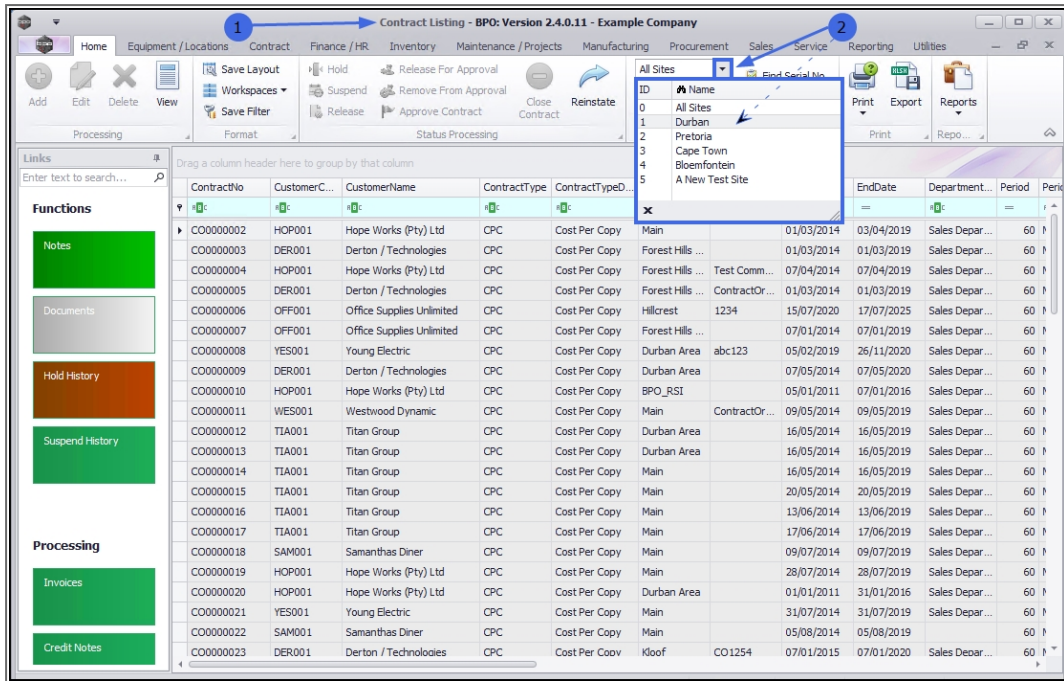 1
Contract Listing - BPO: Version 2.4.0.11 - Example Company
2
Home Equipment / Locations Contract Finance / HR Inventory Maintenance / Projects Manufacturing Procurement Sales Service Reporting Utilities
Add Edit Delete View
Processing
Save Layout
Workspaces
Save Filter
Format
Hold Release For Approval
Suspend Remove From Approval
Release Approve Contract
Close Contract
Reinstate
Status Processing
All Sites
Find Serial No
ID Name
0 All Sites
1 Durban
2 Pretoria
3 Cape Town
4 Bloemfontein
5 A New Test Site
x
Print Export
Print
Reports
Repo...
Links
Enter text to search...
Functions
Notes
Documents
Hold History
Suspend History
Processing
Invoices
Credit Notes
Drag a column header here to group by that column
ContractNo CustomerC... CustomerName ContractType ContractTypeD... EndDate Department... Period Perio
CO0000002 HOP001 Hope Works (Pty) Ltd CPC Cost Per Copy Main 01/03/2014 03/04/2019 Sales Depar... 60
CO0000003 DER001 Derton / Technologies CPC Cost Per Copy Forest Hills ... 01/03/2014 01/03/2019 Sales Depar... 60
CO0000004 HOP001 Hope Works (Pty) Ltd CPC Cost Per Copy Forest Hills ... Test Comm... 07/04/2014 07/04/2019 Sales Depar... 60
CO0000005 DER001 Derton / Technologies CPC Cost Per Copy Forest Hills ... ContractOr... 01/03/2014 01/03/2019 Sales Depar... 60
CO0000006 OFF001 Office Supplies Unlimited CPC Cost Per Copy Hillcrest 1234 15/07/2020 17/07/2025 Sales Depar... 60
CO0000007 OFF001 Office Supplies Unlimited CPC Cost Per Copy Forest Hills ... 07/01/2014 07/01/2019 Sales Depar... 60
CO0000008 YES001 Young Electric CPC Cost Per Copy Durban Area abc123 05/02/2019 26/11/2020 Sales Depar... 60
CO0000009 DER001 Derton / Technologies CPC Cost Per Copy Durban Area 07/05/2014 07/05/2020 Sales Depar... 60
CO0000010 HOP001 Hope Works (Pty) Ltd CPC Cost Per Copy BPO_RSI 05/01/2011 07/01/2016 Sales Depar... 60
CO0000011 WES001 Westwood Dynamic CPC Cost Per Copy Main ContractOr... 09/05/2014 09/05/2019 Sales Depar... 60
CO0000012 TIA001 Titan Group CPC Cost Per Copy Durban Area 16/05/2014 16/05/2019 Sales Depar... 60
CO0000013 TIA001 Titan Group CPC Cost Per Copy Durban Area 16/05/2014 16/05/2019 Sales Depar... 60
CO0000014 TIA001 Titan Group CPC Cost Per Copy Main 16/05/2014 16/05/2019 Sales Depar... 60
CO0000015 TIA001 Titan Group CPC Cost Per Copy Main 20/05/2014 20/05/2019 Sales Depar... 60
CO0000016 TIA001 Titan Group CPC Cost Per Copy Main 13/06/2014 13/06/2019 Sales Depar... 60
CO0000017 TIA001 Titan Group CPC Cost Per Copy Main 17/06/2014 17/06/2019 Sales Depar... 60
CO0000018 SAM001 Samanthas Diner CPC Cost Per Copy Main 09/07/2014 09/07/2019 Sales Depar... 60
CO0000019 HOP001 Hope Works (Pty) Ltd CPC Cost Per Copy Main 28/07/2014 28/07/2019 Sales Depar... 60
CO0000020 HOP001 Hope Works (Pty) Ltd CPC Cost Per Copy Durban Area 01/01/2011 31/01/2016 Sales Depar... 60
CO0000021 YES001 Young Electric CPC Cost Per Copy Main 31/07/2014 31/07/2019 Sales Depar... 60
CO0000022 SAM001 Samanthas Diner CPC Cost Per Copy Main 05/08/2014 05/08/2019 60
CO0000023 DER001 Derton / Technologies CPC Cost Per Copy Kloof CO1254 07/01/2015 07/01/2020 Sales Depar... 60